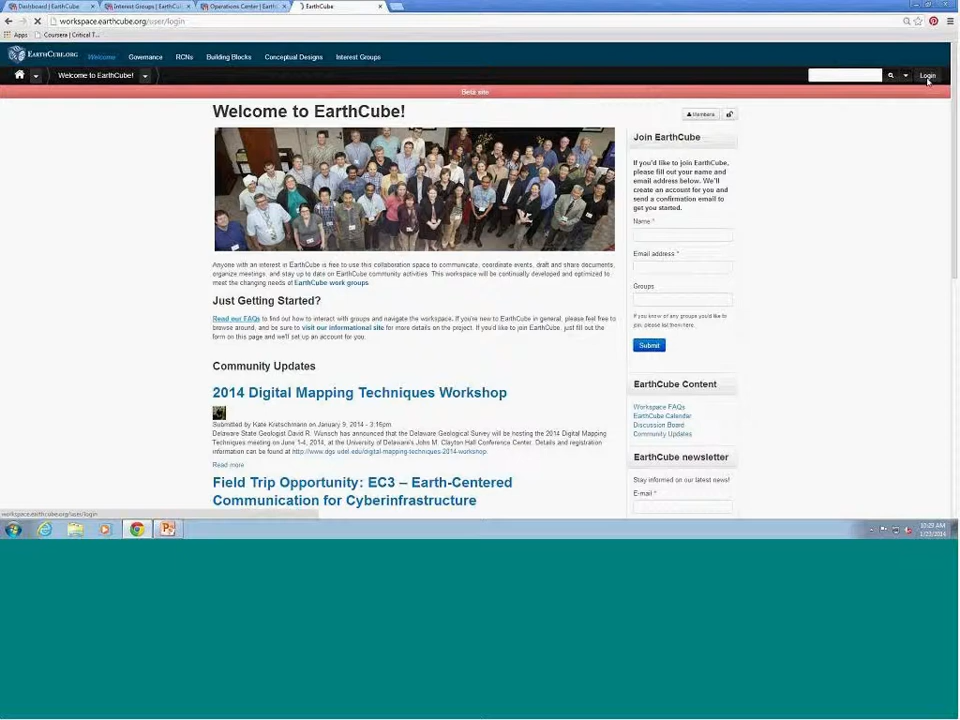 Dashboard | EarthCube
Interest Groups | EarthCub
Operations Center | Earth
EarthCube
workspace.earthcube.org/user/login
Apps
Coursera | Critical T...
EARTHCUBE.ORG
Welcome
Governance
RCNs
Building Blocks
Conceptual Designs
Interest Groups
Welcome to EarthCube!
Login
Beta site
Welcome to EarthCube!
Members
Join EarthCube
If you'd like to join EarthCube,
please fill out your name and
email address below. We'll
create an account for you and
send a confirmation email to
get you started.
Name *
Email address *
Groups
If you know of any groups you'd like to
join, please list them here.
Submit
Anyone with an interest in EarthCube is free to use this collaboration space to communicate, coordinate events, draft and share documents,
organize meetings, and stay up to date on EarthCube community activities. This workspace will be continually developed and optimized to
meet the changing needs of EarthCube work groups.
Just Getting Started?
Read our FAQs to find out how to interact with groups and navigate the workspace. If you're new to EarthCube in general, please feel free to
browse around, and be sure to visit our informational site for more details on the project. If you'd like to join EarthCube, just fill out the
form on this page and we'll set up an account for you.
Community Updates
2014 Digital Mapping Techniques Workshop
Submitted by Kate Kretschmann on January 9, 2014 - 3:16pm
Delaware State Geologist David R. Wunsch has announced that the Delaware Geological Survey will be hosting the 2014 Digital Mapping
Techniques meeting on June 1-4, 2014, at the University of Delaware's John M. Clayton Hall Conference Center. Details and registration
information can be found at http://www.dgs.udel.edu/digital-mapping-techniques-2014-workshop.
Read more
Field Trip Opportunity: EC3 – Earth-Centered
Communication for Cyberinfrastructure
EarthCube Content
Workspace FAQs
EarthCube Calendar
Discussion Board
Community Updates
EarthCube newsletter
Stay informed on our latest news!
E-mail *
workspace.earthcube.org/user/login
10:29 AM
1/23/2014